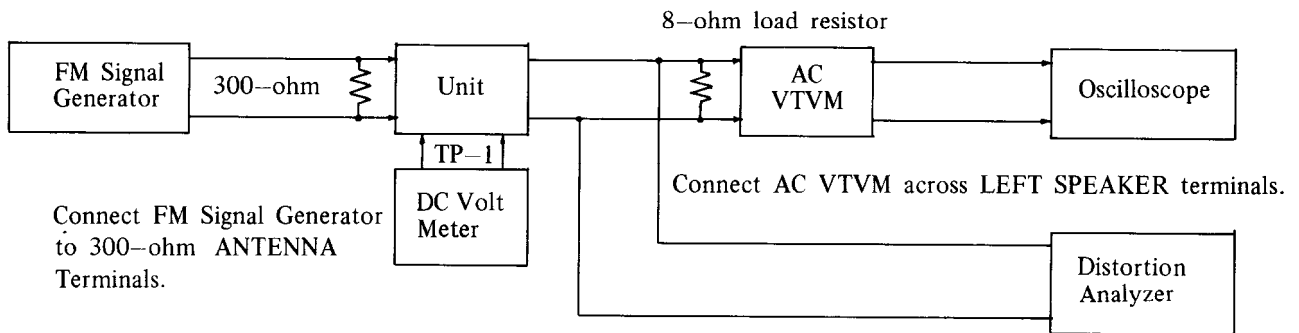 8–ohm load resistor
FM Signal
Generator
300–ohm
Unit
AC
VTVM
Oscilloscope
TP–1
DC Volt
Meter
Connect AC VTVM across LEFT SPEAKER terminals.
Connect FM Signal Generator
to 300–ohm ANTENNA
Terminals.
Distortion
Analyzer